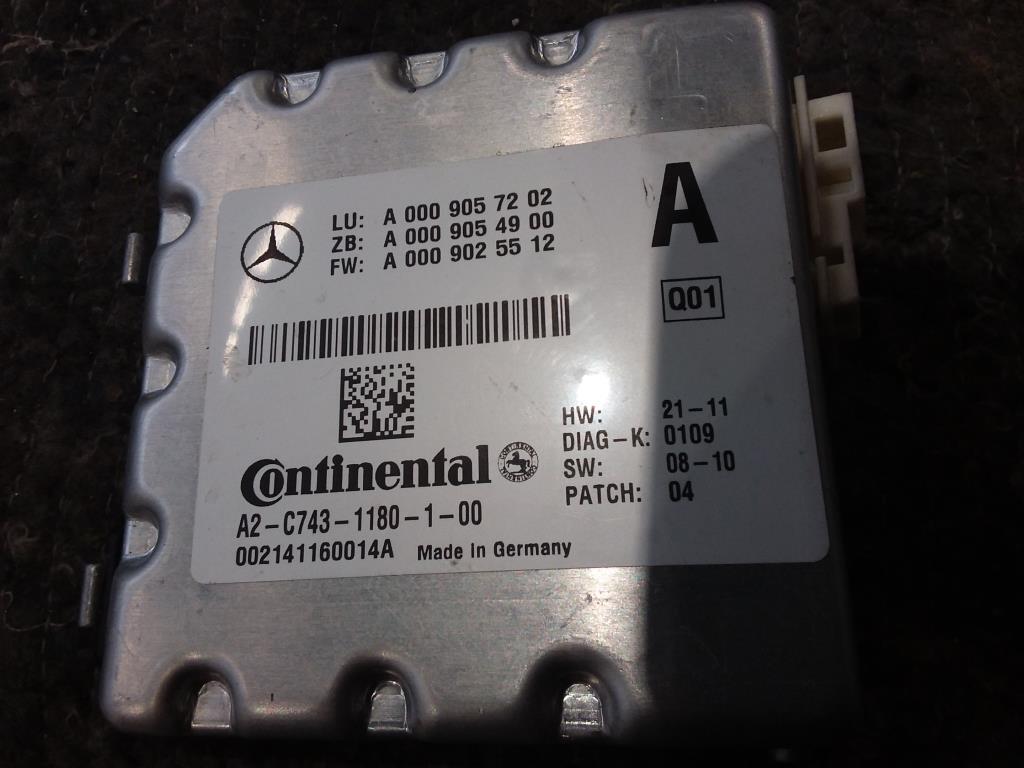 LU: A 000 905 72 02
ZB: A 000 905 49 00
FW: A 000 902 55 12
A
Q01
HW: 21-11
DIAG-K: 0109
SW: 08-10
PATCH: 04
Continental
A2-C743-1180-1-00
002141160014A Made in Germany